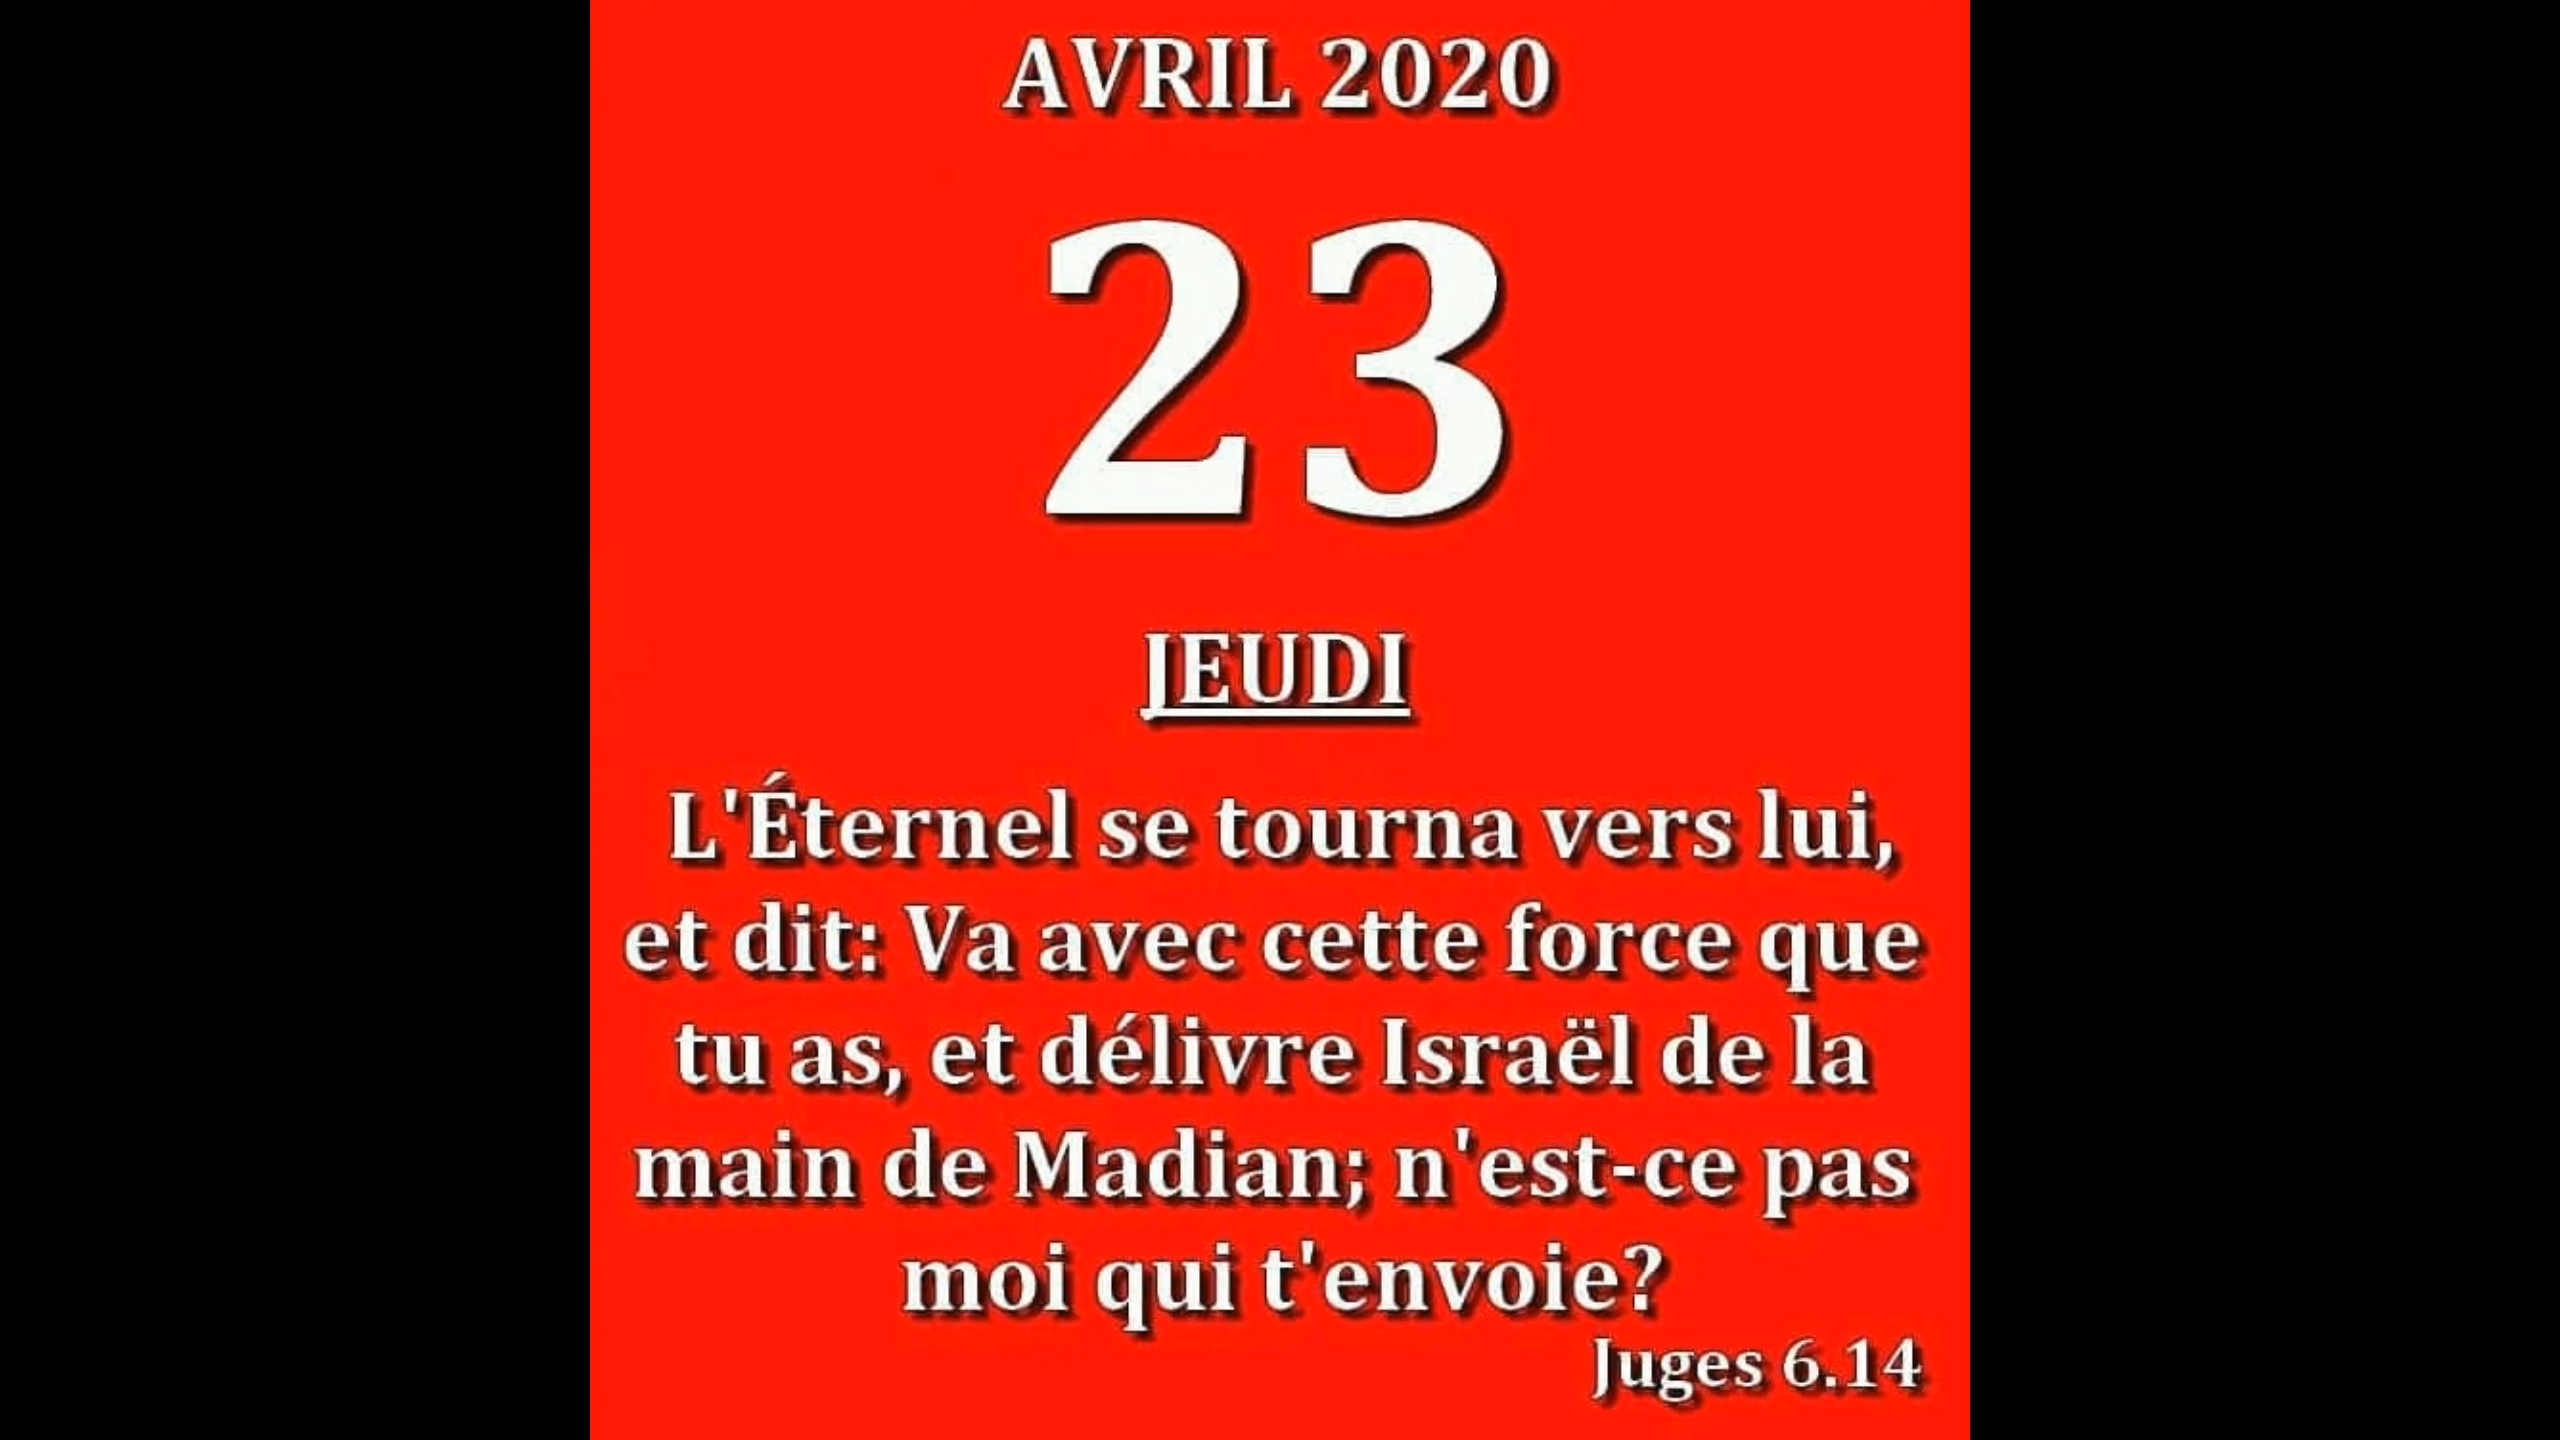 AVRIL 2020
23
JEUDI
L'Éternel se tourna vers lui,
et dit: Va avec cette force que
tu as, et délivre Israël de la
main de Madian; n'est-ce pas
moi qui t'envoie?
Juges 6.14